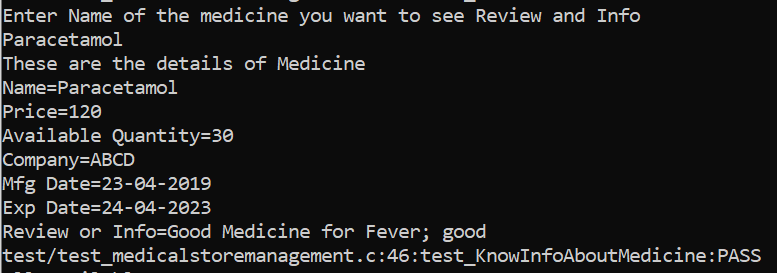 Enter Name of the medicine you want to see Review and Info
Paracetamol
These are the details of Medicine
Name=Paracetamol
Price=120
Available Quantity=30
Company=ABCD
Mfg Date=23-04-2019
Exp Date=24-04-2023
Review or Info=Good Medicine for Fever; good
test/test_medicalstoremanagement.c:46:test_KnowInfoAboutMedicine:PASS